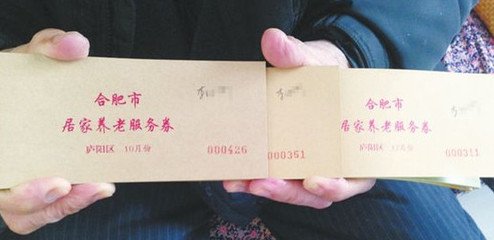 合肥市
居家养老服务券
庐阳区 10月份 000426
000351
合肥市
居家养老服务券
庐阳区 000311